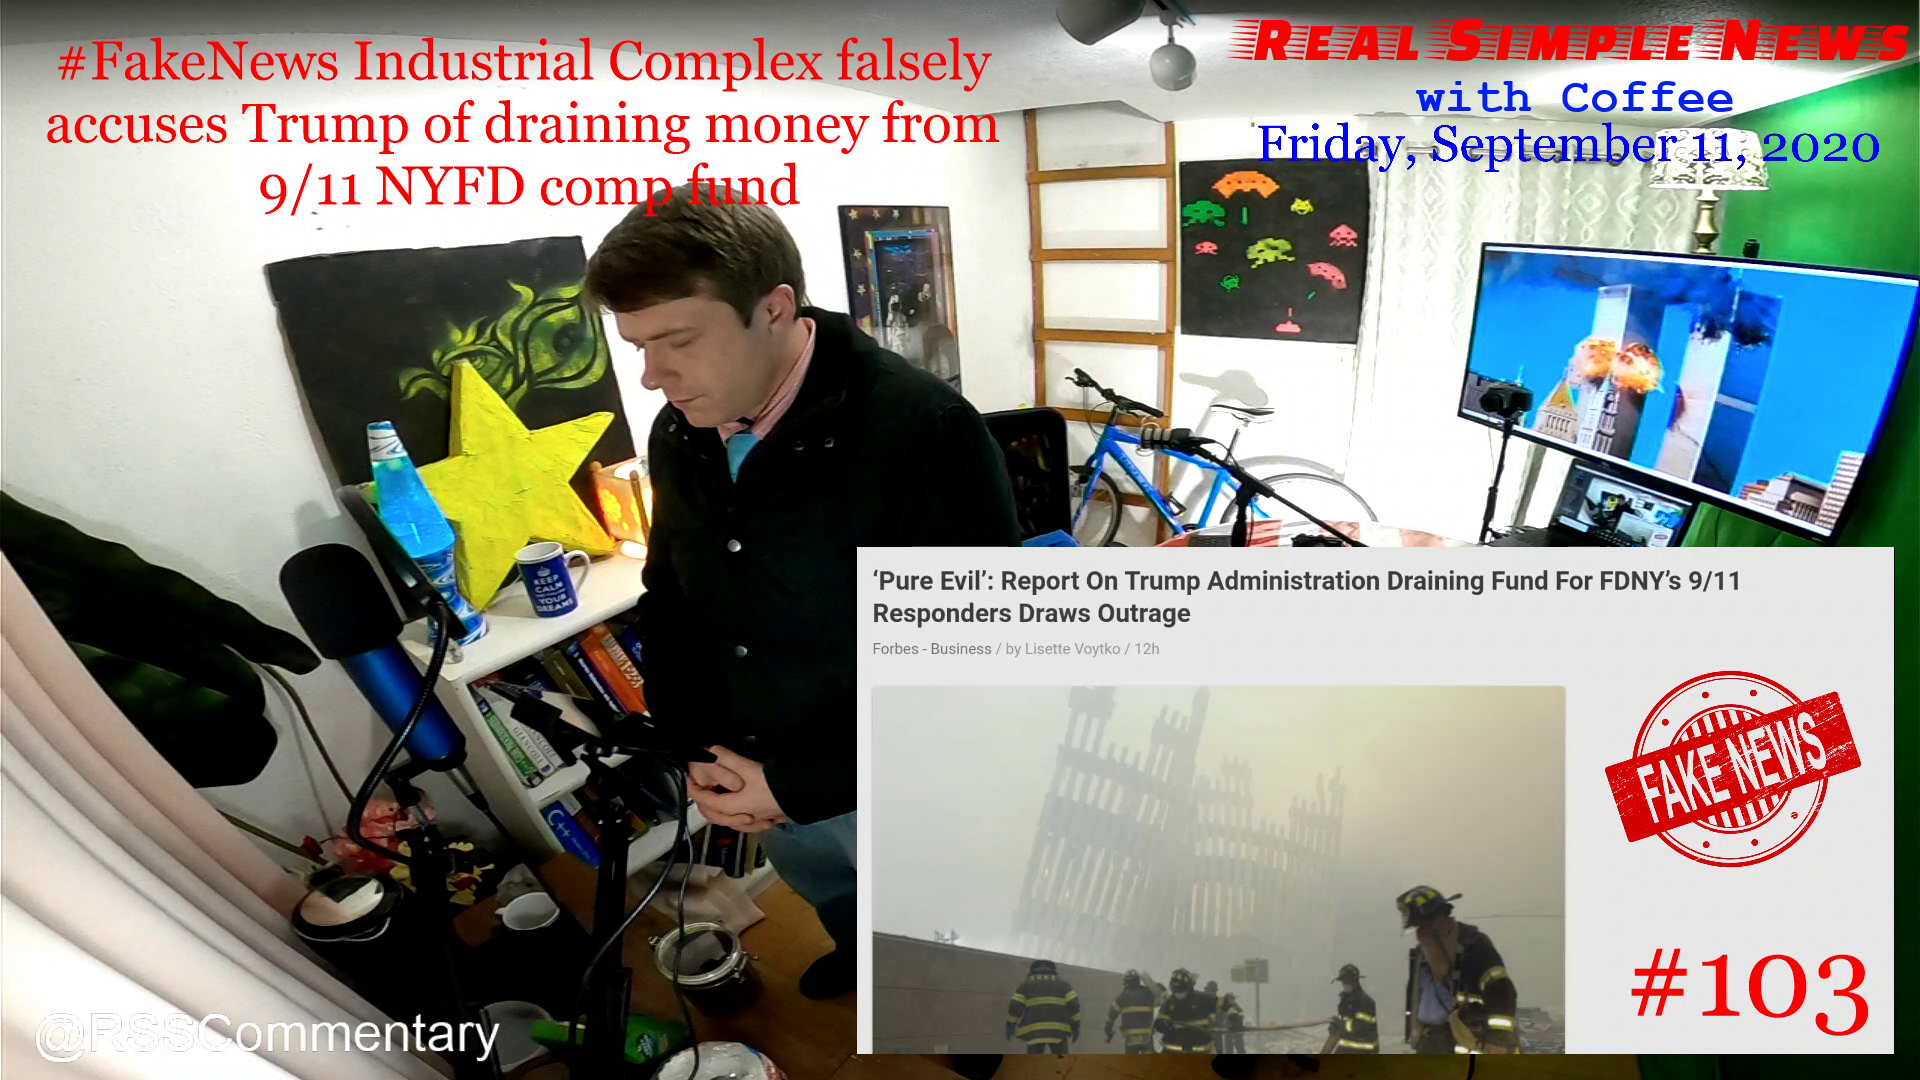 #FakeNews Industrial Complex falsely
accuses Trump of draining money from
9/11 NYFD comp fund
REAL SIMPLE NEWS
with Coffee
Friday, September 11, 2020
KEEP
CALM
YOUR
DREAMS
C++
‘Pure Evil’: Report On Trump Administration Draining Fund For FDNY’s 9/11
Responders Draws Outrage
Forbes - Business / by Lisette Voytko / 12h
FAKE NEWS
#103
@RSSCommentary